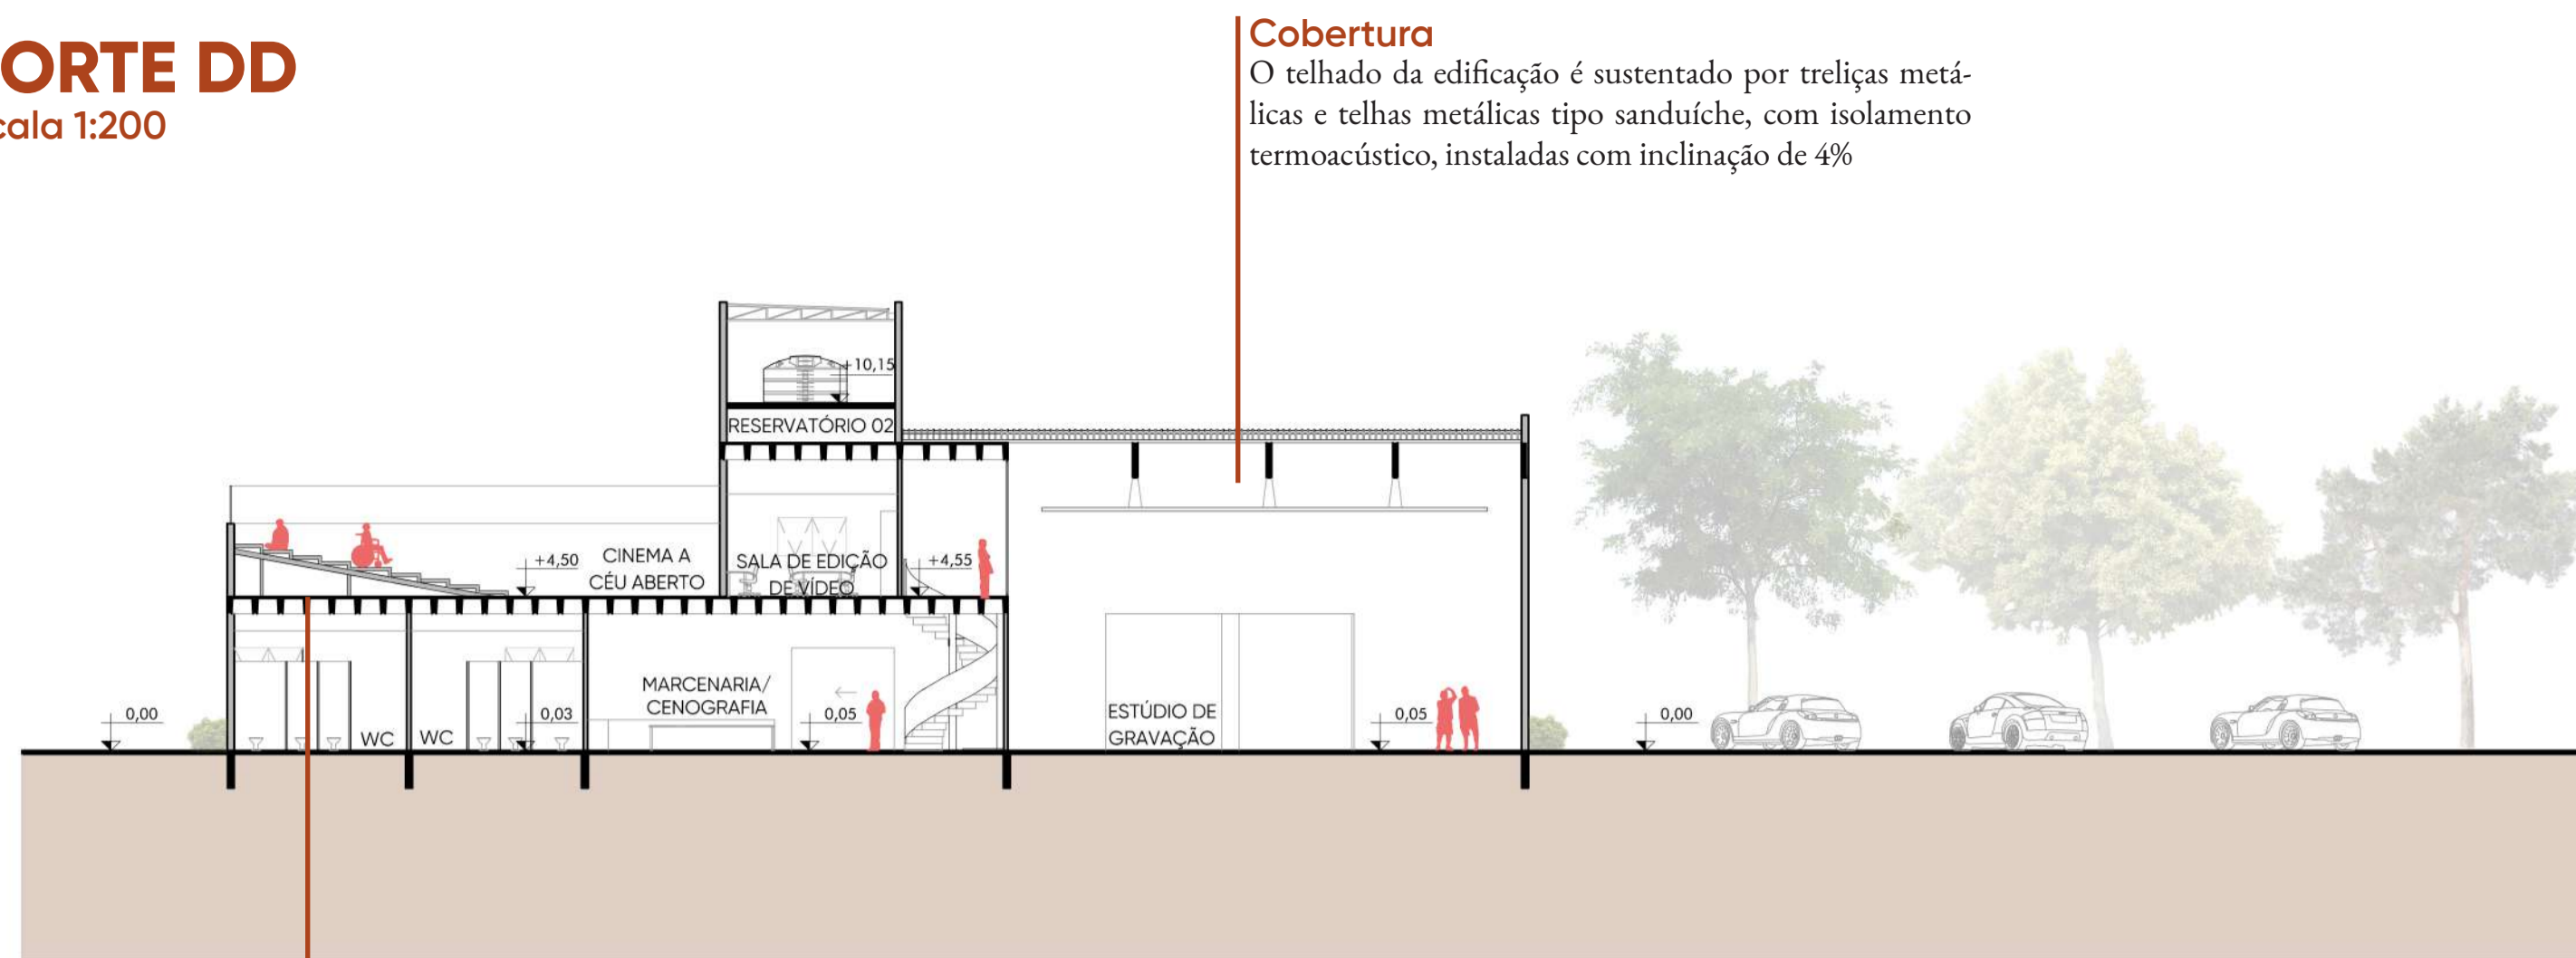 ORTE DD
cala 1:200
Cobertura
O telhado da edificação é sustentado por treliças metá-
licas e telhas metálicas tipo sanduíche, com isolamento
termoacústico, instaladas com inclinação de 4%
+10,15
RESERVATÓRIO 02
+4,50
CINEMA A
CÉU ABERTO
SALA DE EDIÇÃO
DE VÍDEO
+4,55
0,00
WC
WC
0,03
MARCENARIA/
CENOGRAFIA
0,05
ESTÚDIO DE
GRAVAÇÃO
0,05
0,00